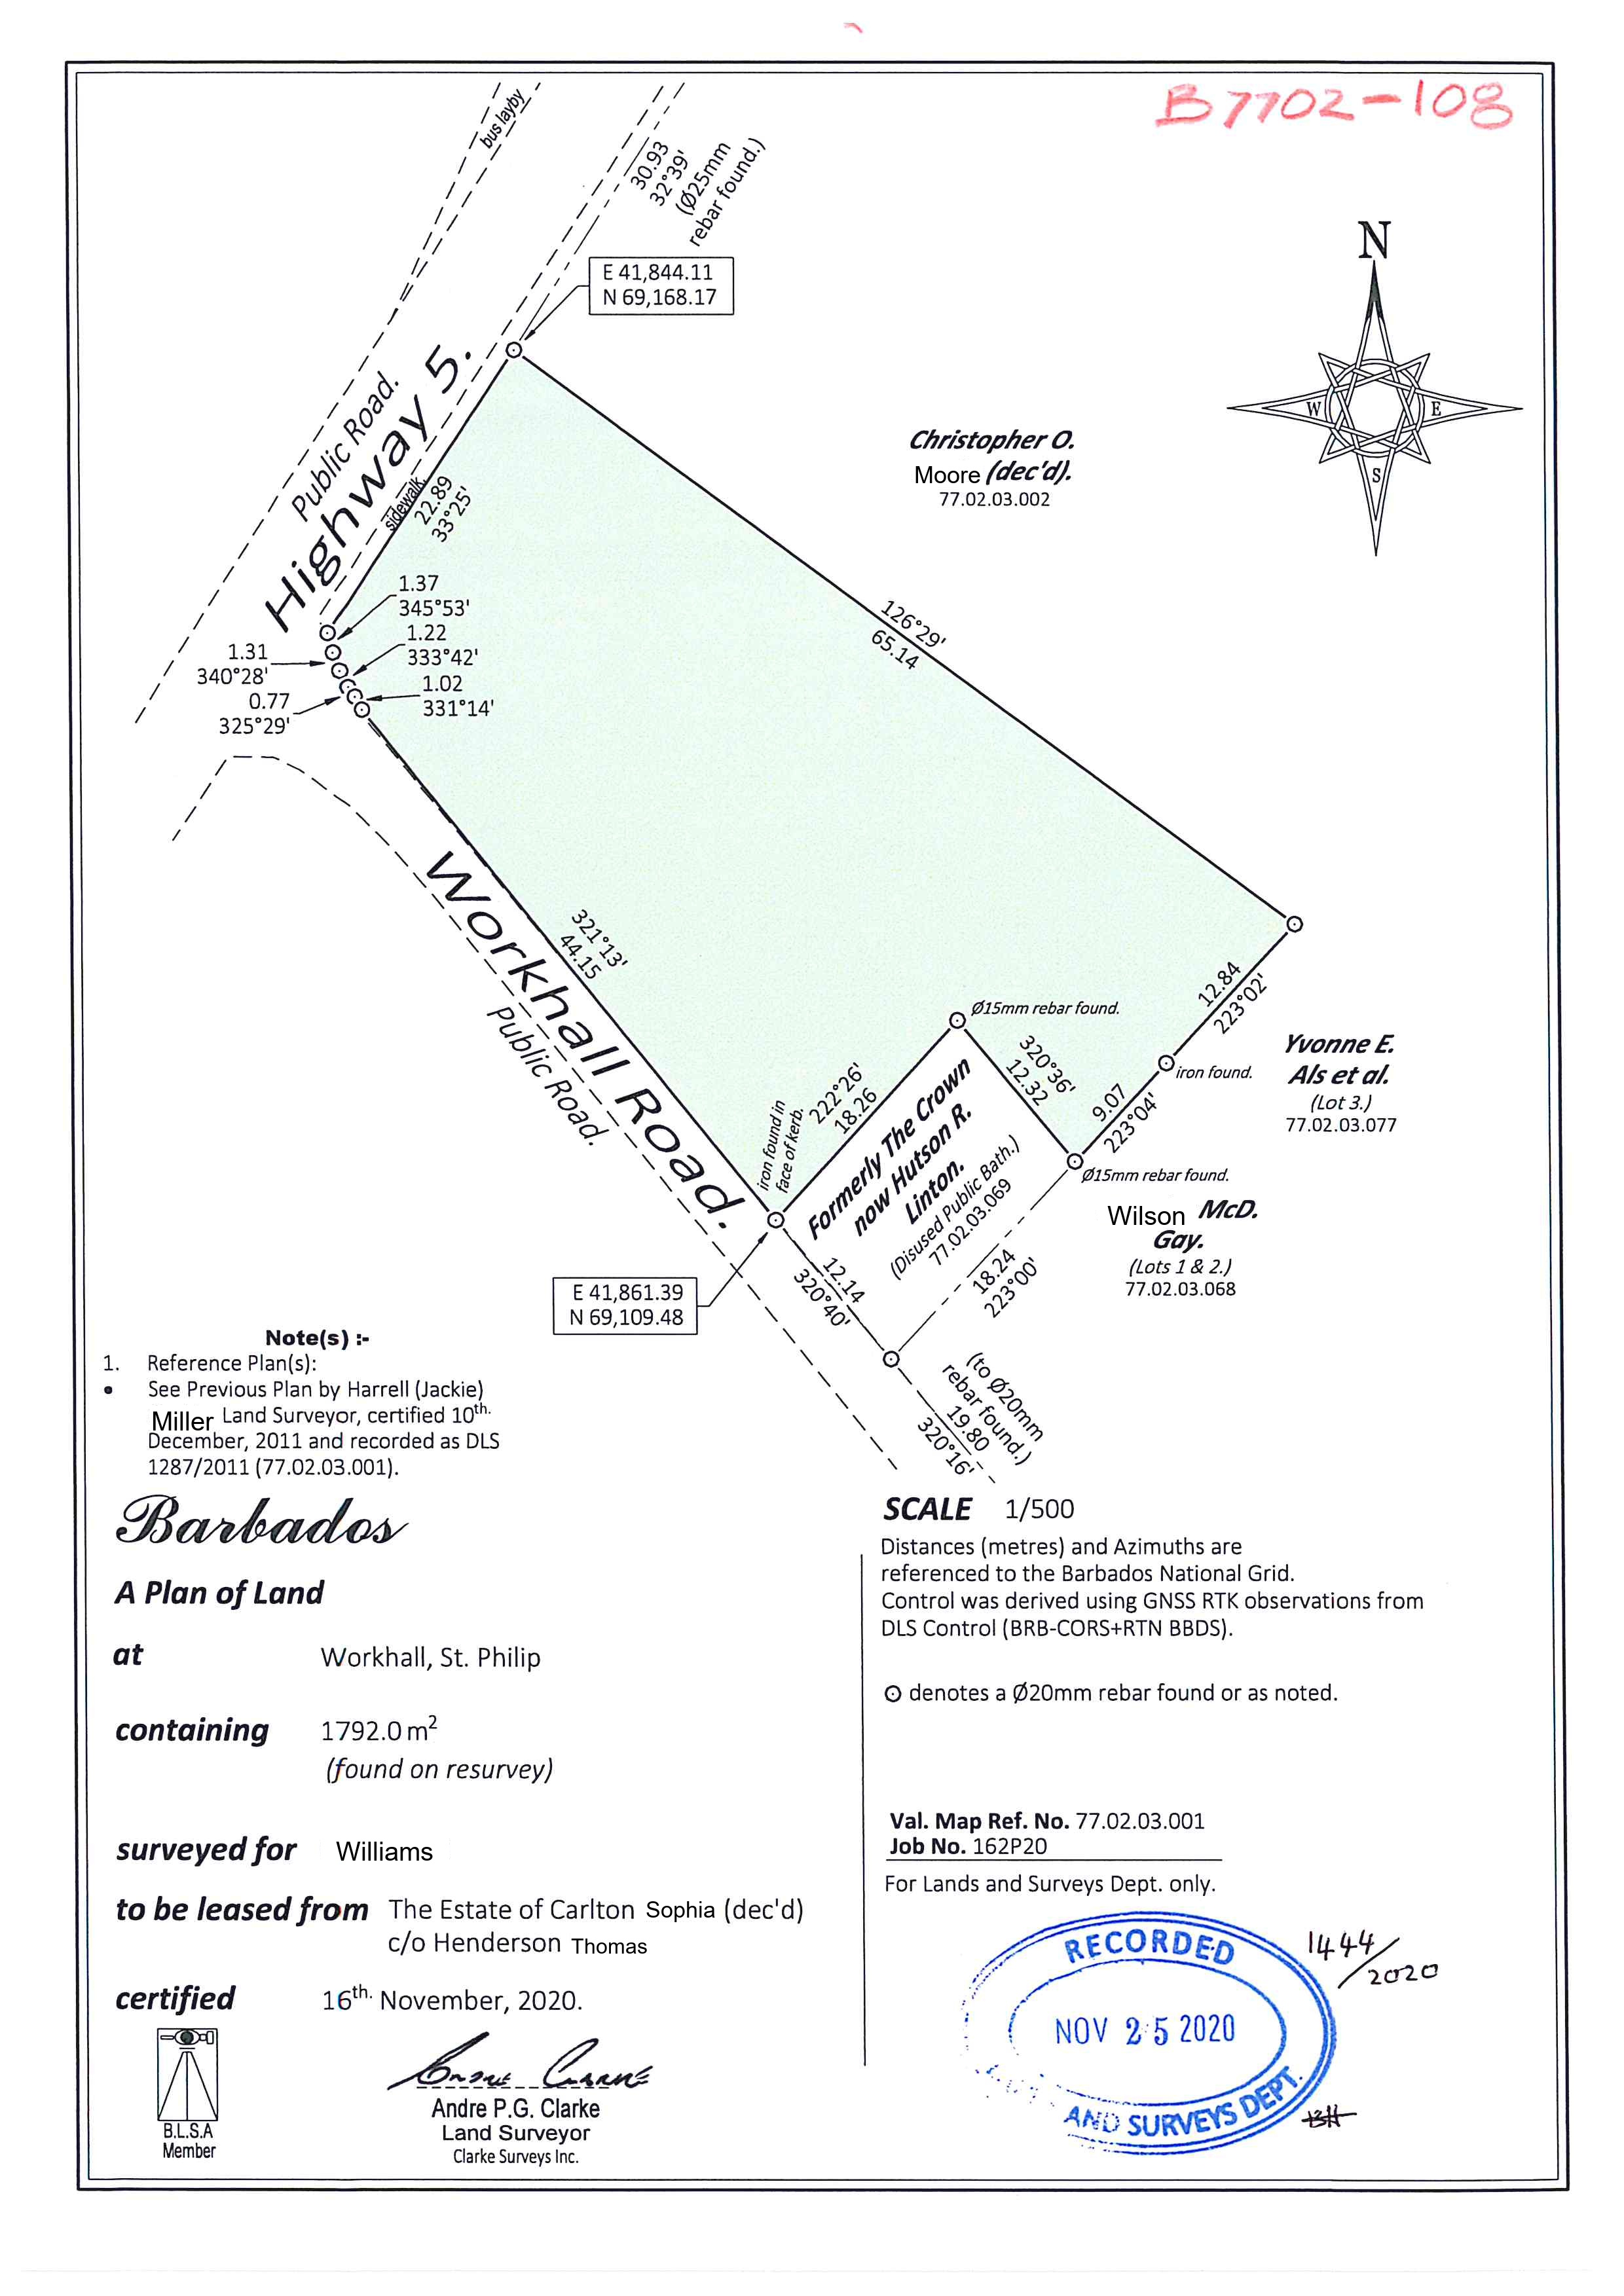 B7702-108
bus layby
30.93
32°39'
(Ø25mm
rebar found.)
E 41,844.11
N 69,168.17
N
W
E
S
Public Road.
Highway 5.
sidewalk.
22.89
33°25'
Christopher O.
Moore (dec'd).
77.02.03.002
1.37
345°53'
1.22
333°42'
1.31
340°28'
1.02
331°14'
0.77
325°29'
126°29'
65.14
Workhall Road.
Public Road.
321°13'
44.15
12.84
223°02'
Ø15mm rebar found.
320°36'
12.32
iron found.
Yvonne E.
Als et al.
(Lot 3.)
77.02.03.077
9.07
223°04'
222°26'
18.26
iron found in
face of kerb.
Formerly The Crown
now Hutson R.
Linton.
(Disused Public Bath.)
77.02.03.069
Ø15mm rebar found.
Wilson McD.
Gay.
(Lots 1 & 2.)
77.02.03.068
18.24
223°00'
12.14
320°40'
E 41,861.39
N 69,109.48
(to Ø20mm
rebar found.)
19.80
320°16'
Note(s) :-
1. Reference Plan(s):
• See Previous Plan by Harrell (Jackie)
Miller Land Surveyor, certified 10th.
December, 2011 and recorded as DLS
1287/2011 (77.02.03.001).
Barbados
A Plan of Land
at Workhall, St. Philip
containing 1792.0 m²
(found on resurvey)
surveyed for Williams
to be leased from The Estate of Carlton Sophia (dec'd)
c/o Henderson Thomas
certified 16th. November, 2020.
B.L.S.A
Member
Andre P.G. Clarke
Land Surveyor
Clarke Surveys Inc.
SCALE 1/500
Distances (metres) and Azimuths are
referenced to the Barbados National Grid.
Control was derived using GNSS RTK observations from
DLS Control (BRB-CORS+RTN BBDS).
denotes a Ø20mm rebar found or as noted.
Val. Map Ref. No. 77.02.03.001
Job No. 162P20
For Lands and Surveys Dept. only.
RECORDED
NOV 25 2020
AND SURVEYS DEPT.
1444/2020
BH